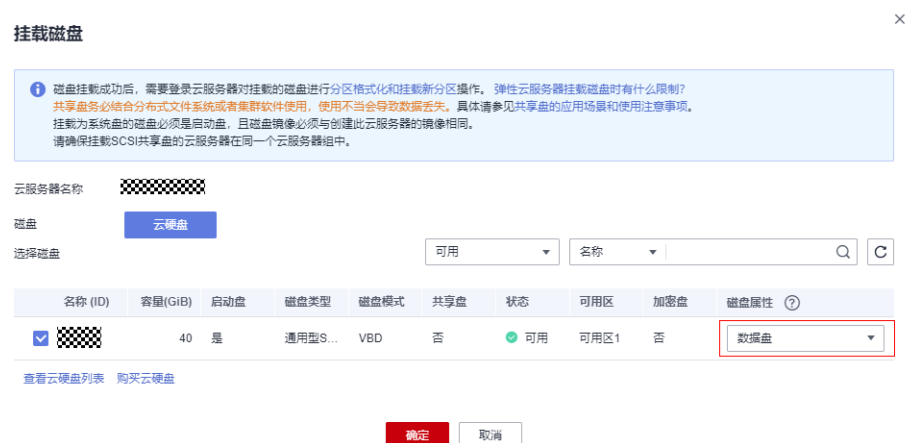 挂载磁盘
磁盘挂载成功后，需要登录云服务器对挂载的磁盘进行分区格式化和挂载新分区操作。 弹性云服务器挂载磁盘时有什么限制?
共享盘务必结合分布式文件系统或者集群软件使用，使用不当会导致数据丢失。具体请参见共享盘的应用场景和使用注意事项。
挂载为系统盘的磁盘必须是启动盘，且磁盘镜像必须与创建此云服务器的镜像相同。
请确保挂载SCSI共享盘的云服务器在同一个云服务器组中。
云服务器名称
磁盘 云硬盘
选择磁盘 可用 名称
名称 (ID) 容量(GiB) 启动盘 磁盘类型 磁盘模式 共享盘 状态 可用区 加密盘 磁盘属性 ?
40 是 通用型S... VBD 否 可用 可用区1 否 数据盘
查看云硬盘列表 购买云硬盘
确定 取消